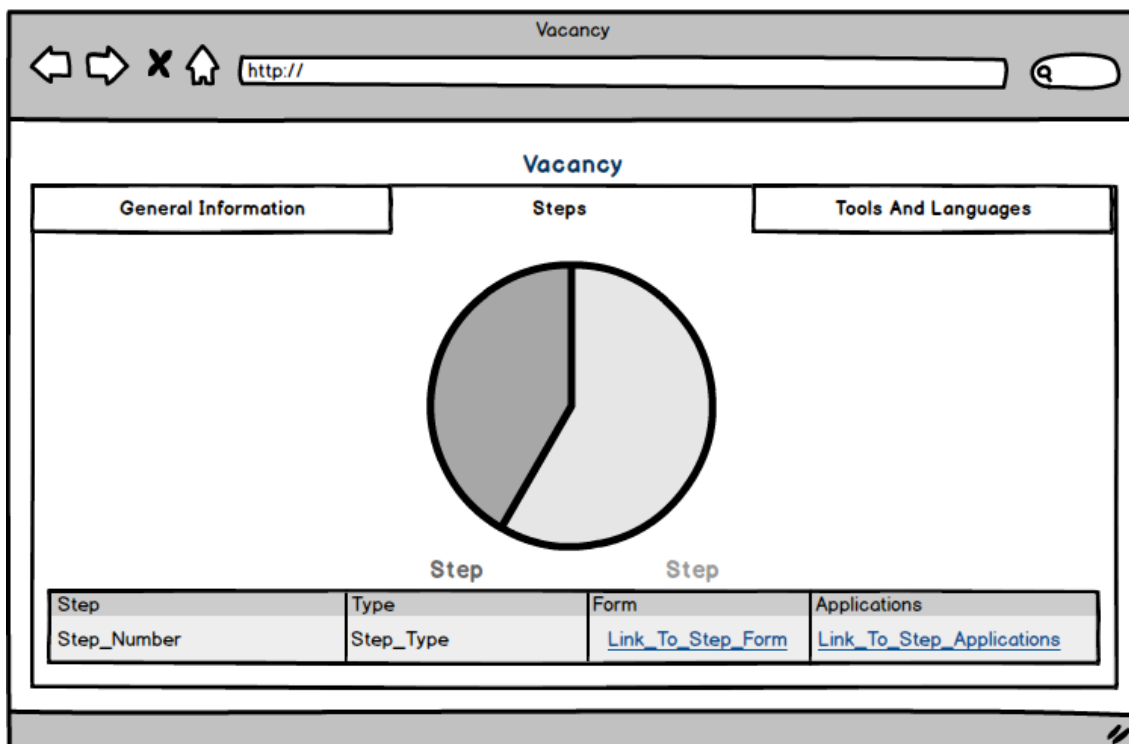 Vacancy
http://
Vacancy
General Information Steps Tools And Languages
Step Step
Step Type Form Applications
Step_Number Step_Type Link_To_Step_Form Link_To_Step_Applications